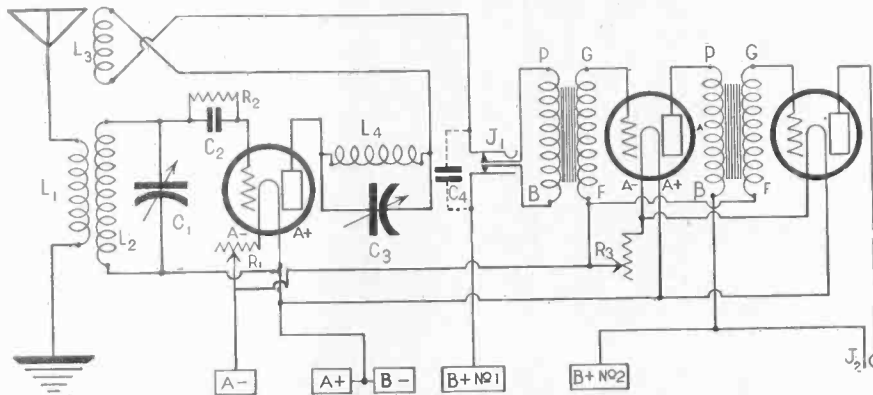 L3
R2
C2
L4
L1
L2
C1
A-
A+
R1
C3
C4
J1
P
G
B
F
A-
A+
R3
P
G
A
B
F
J2
A-
A+
B-
B+ No1
B+ No2